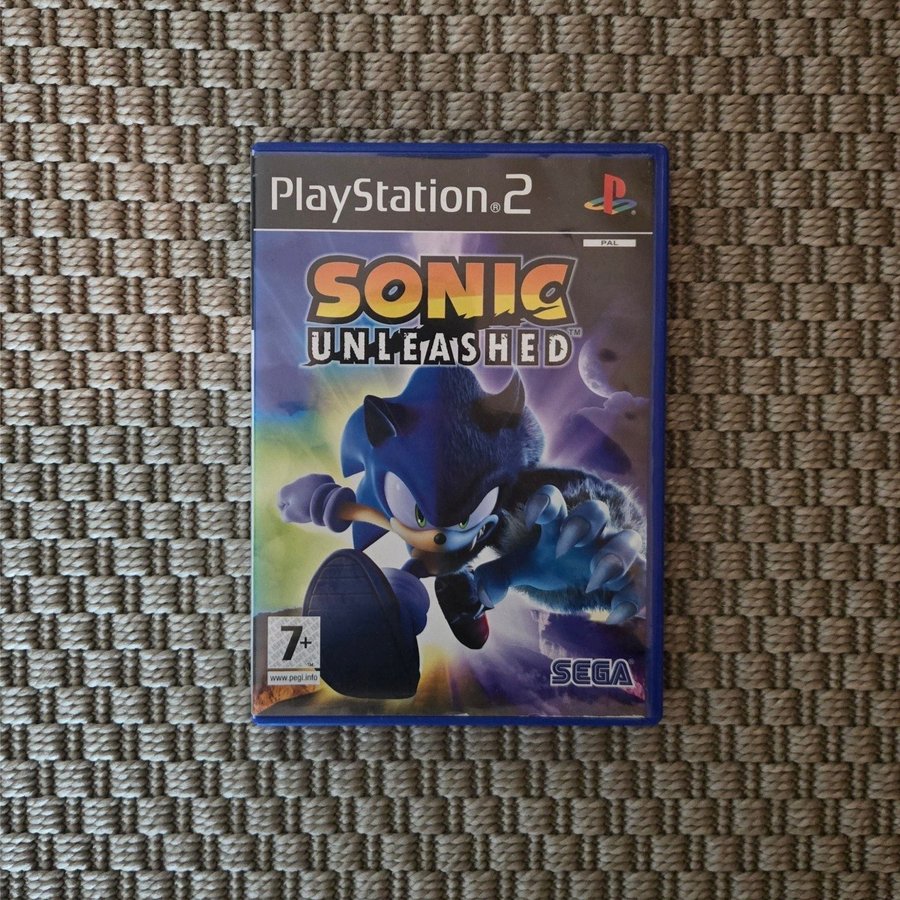 PlayStation®2
PAL
SONIC
UNLEASHED™
7+
www.pegi.info
SEGA